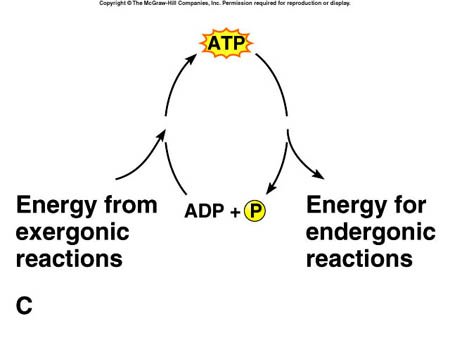 Copyright © The McGraw-Hill Companies, Inc. Permission required for reproduction or display.
ATP
Energy from
exergonic
reactions
ADP + P
Energy for
endergonic
reactions
C